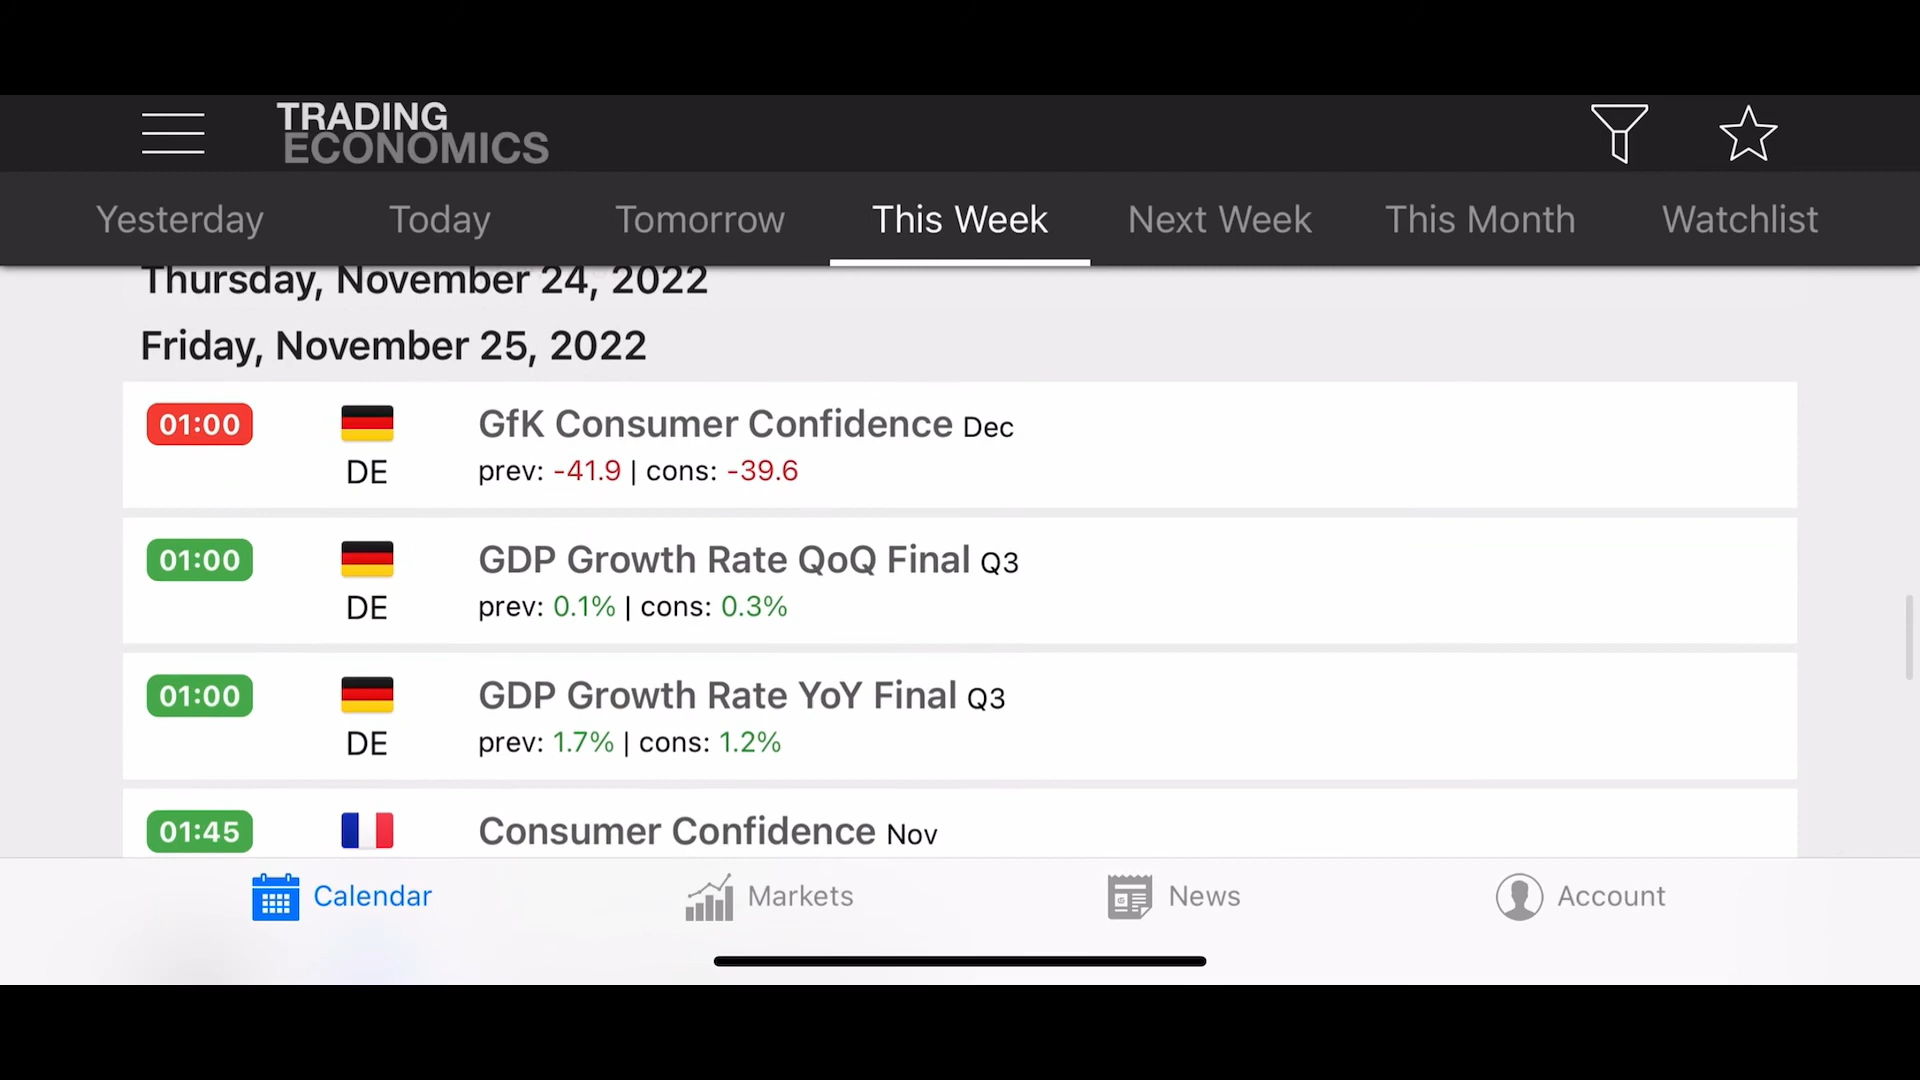 TRADING
ECONOMICS
Yesterday Today Tomorrow This Week Next Week This Month Watchlist
Thursday, November 24, 2022
Friday, November 25, 2022
01:00 GfK Consumer Confidence Dec
DE prev: -41.9 | cons: -39.6
01:00 GDP Growth Rate QoQ Final Q3
DE prev: 0.1% | cons: 0.3%
01:00 GDP Growth Rate YoY Final Q3
DE prev: 1.7% | cons: 1.2%
01:45 Consumer Confidence Nov
Calendar Markets News Account